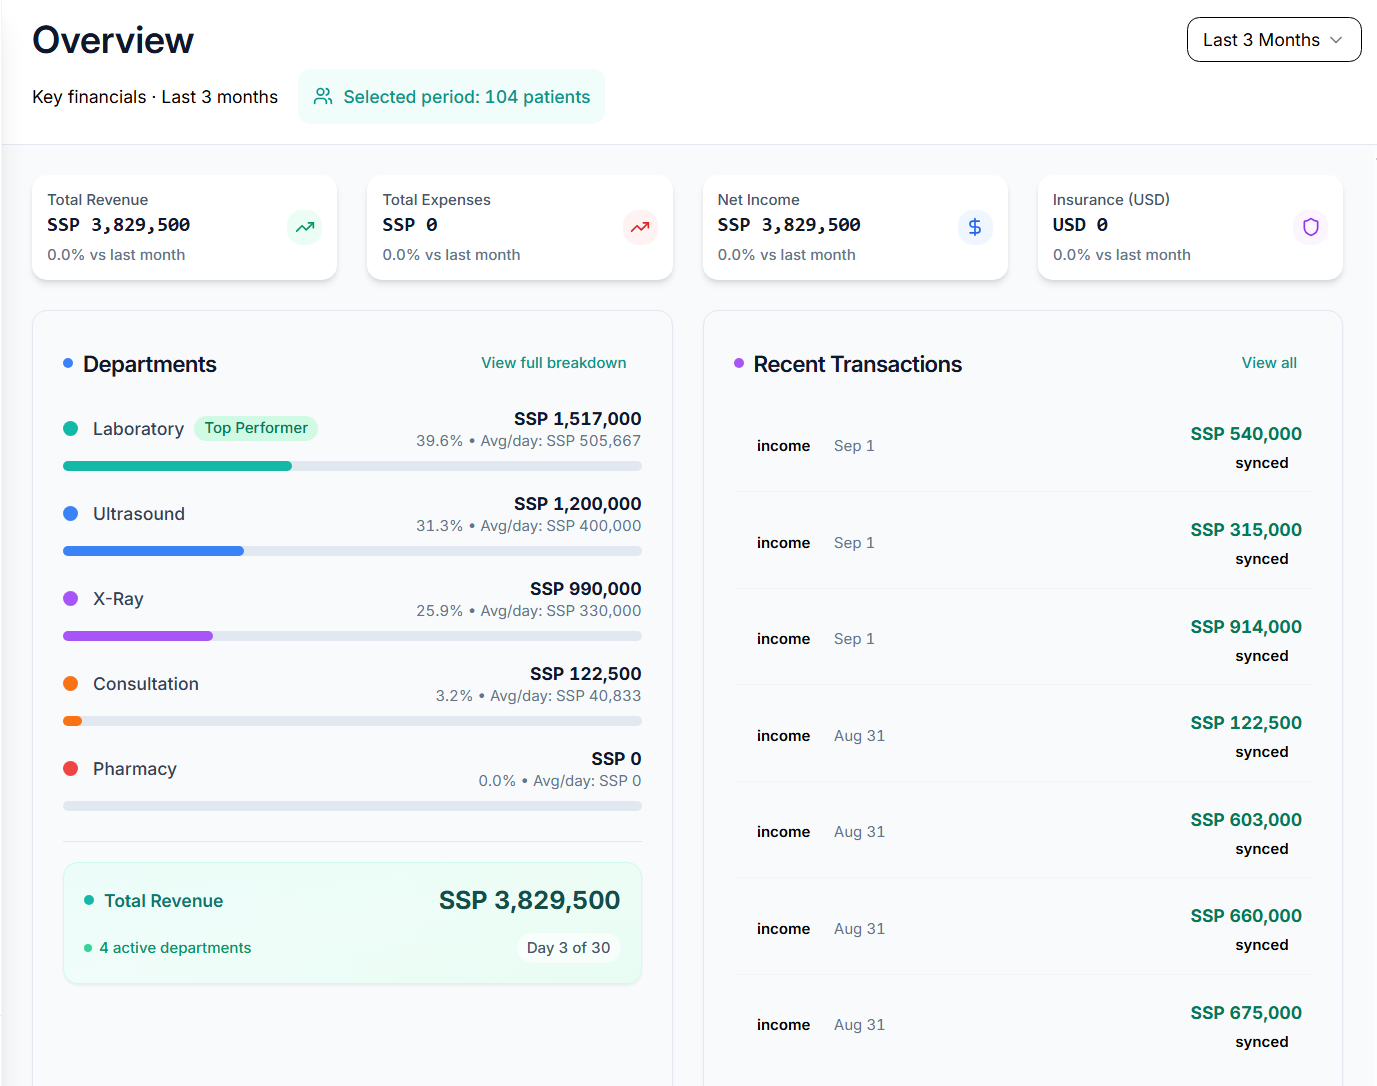 Overview
Last 3 Months
Key financials · Last 3 months
Selected period: 104 patients
Total Revenue
SSP 3,829,500
0.0% vs last month
Total Expenses
SSP 0
0.0% vs last month
Net Income
SSP 3,829,500
0.0% vs last month
Insurance (USD)
USD 0
0.0% vs last month
Departments
View full breakdown
Laboratory
Top Performer
SSP 1,517,000
39.6% • Avg/day: SSP 505,667
Ultrasound
SSP 1,200,000
31.3% • Avg/day: SSP 400,000
X-Ray
SSP 990,000
25.9% • Avg/day: SSP 330,000
Consultation
SSP 122,500
3.2% • Avg/day: SSP 40,833
Pharmacy
SSP 0
0.0% • Avg/day: SSP 0
Total Revenue
SSP 3,829,500
4 active departments
Day 3 of 30
Recent Transactions
View all
income Sep 1
SSP 540,000
synced
income Sep 1
SSP 315,000
synced
income Sep 1
SSP 914,000
synced
income Aug 31
SSP 122,500
synced
income Aug 31
SSP 603,000
synced
income Aug 31
SSP 660,000
synced
income Aug 31
SSP 675,000
synced